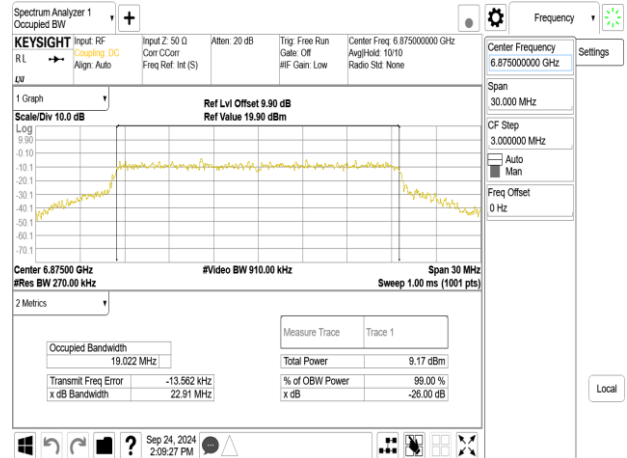 Spectrum Analyzer 1
Occupied BW
Frequency
KEYSIGHT
RL
Input: RF
Coupling: DC
Align: Auto
Input Z: 50 Ω
Corr CCorr
Freq Ref: Int (S)
Atten: 20 dB
Trig: Free Run
Gate: Off
#IF Gain: Low
Center Freq: 6.875000000 GHz
Avg|Hold: 10/10
Radio Std: None
Center Frequency
6.875000000 GHz
Settings
Span
30.000 MHz
CF Step
3.000000 MHz
Auto
Man
Freq Offset
0 Hz
Local
1 Graph
Scale/Div 10.0 dB
Ref Lvl Offset 9.90 dB
Ref Value 19.90 dBm
Log
9.90
-0.10
-10.1
-20.1
-30.1
-40.1
-50.1
-60.1
-70.1
Center 6.87500 GHz
#Video BW 910.00 kHz
Span 30 MHz
#Res BW 270.00 kHz
Sweep 1.00 ms (1001 pts)
2 Metrics
Measure Trace Trace 1
Occupied Bandwidth
19.022 MHz
Total Power 9.17 dBm
Transmit Freq Error -13.562 kHz
% of OBW Power 99.00 %
x dB Bandwidth 22.91 MHz
x dB -26.00 dB
Sep 24, 2024
2:09:27 PM